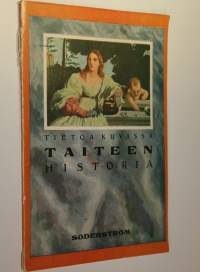 TIETOA KUVASSA
TAITEEN
HISTORIA
SÖDERSTRÖM